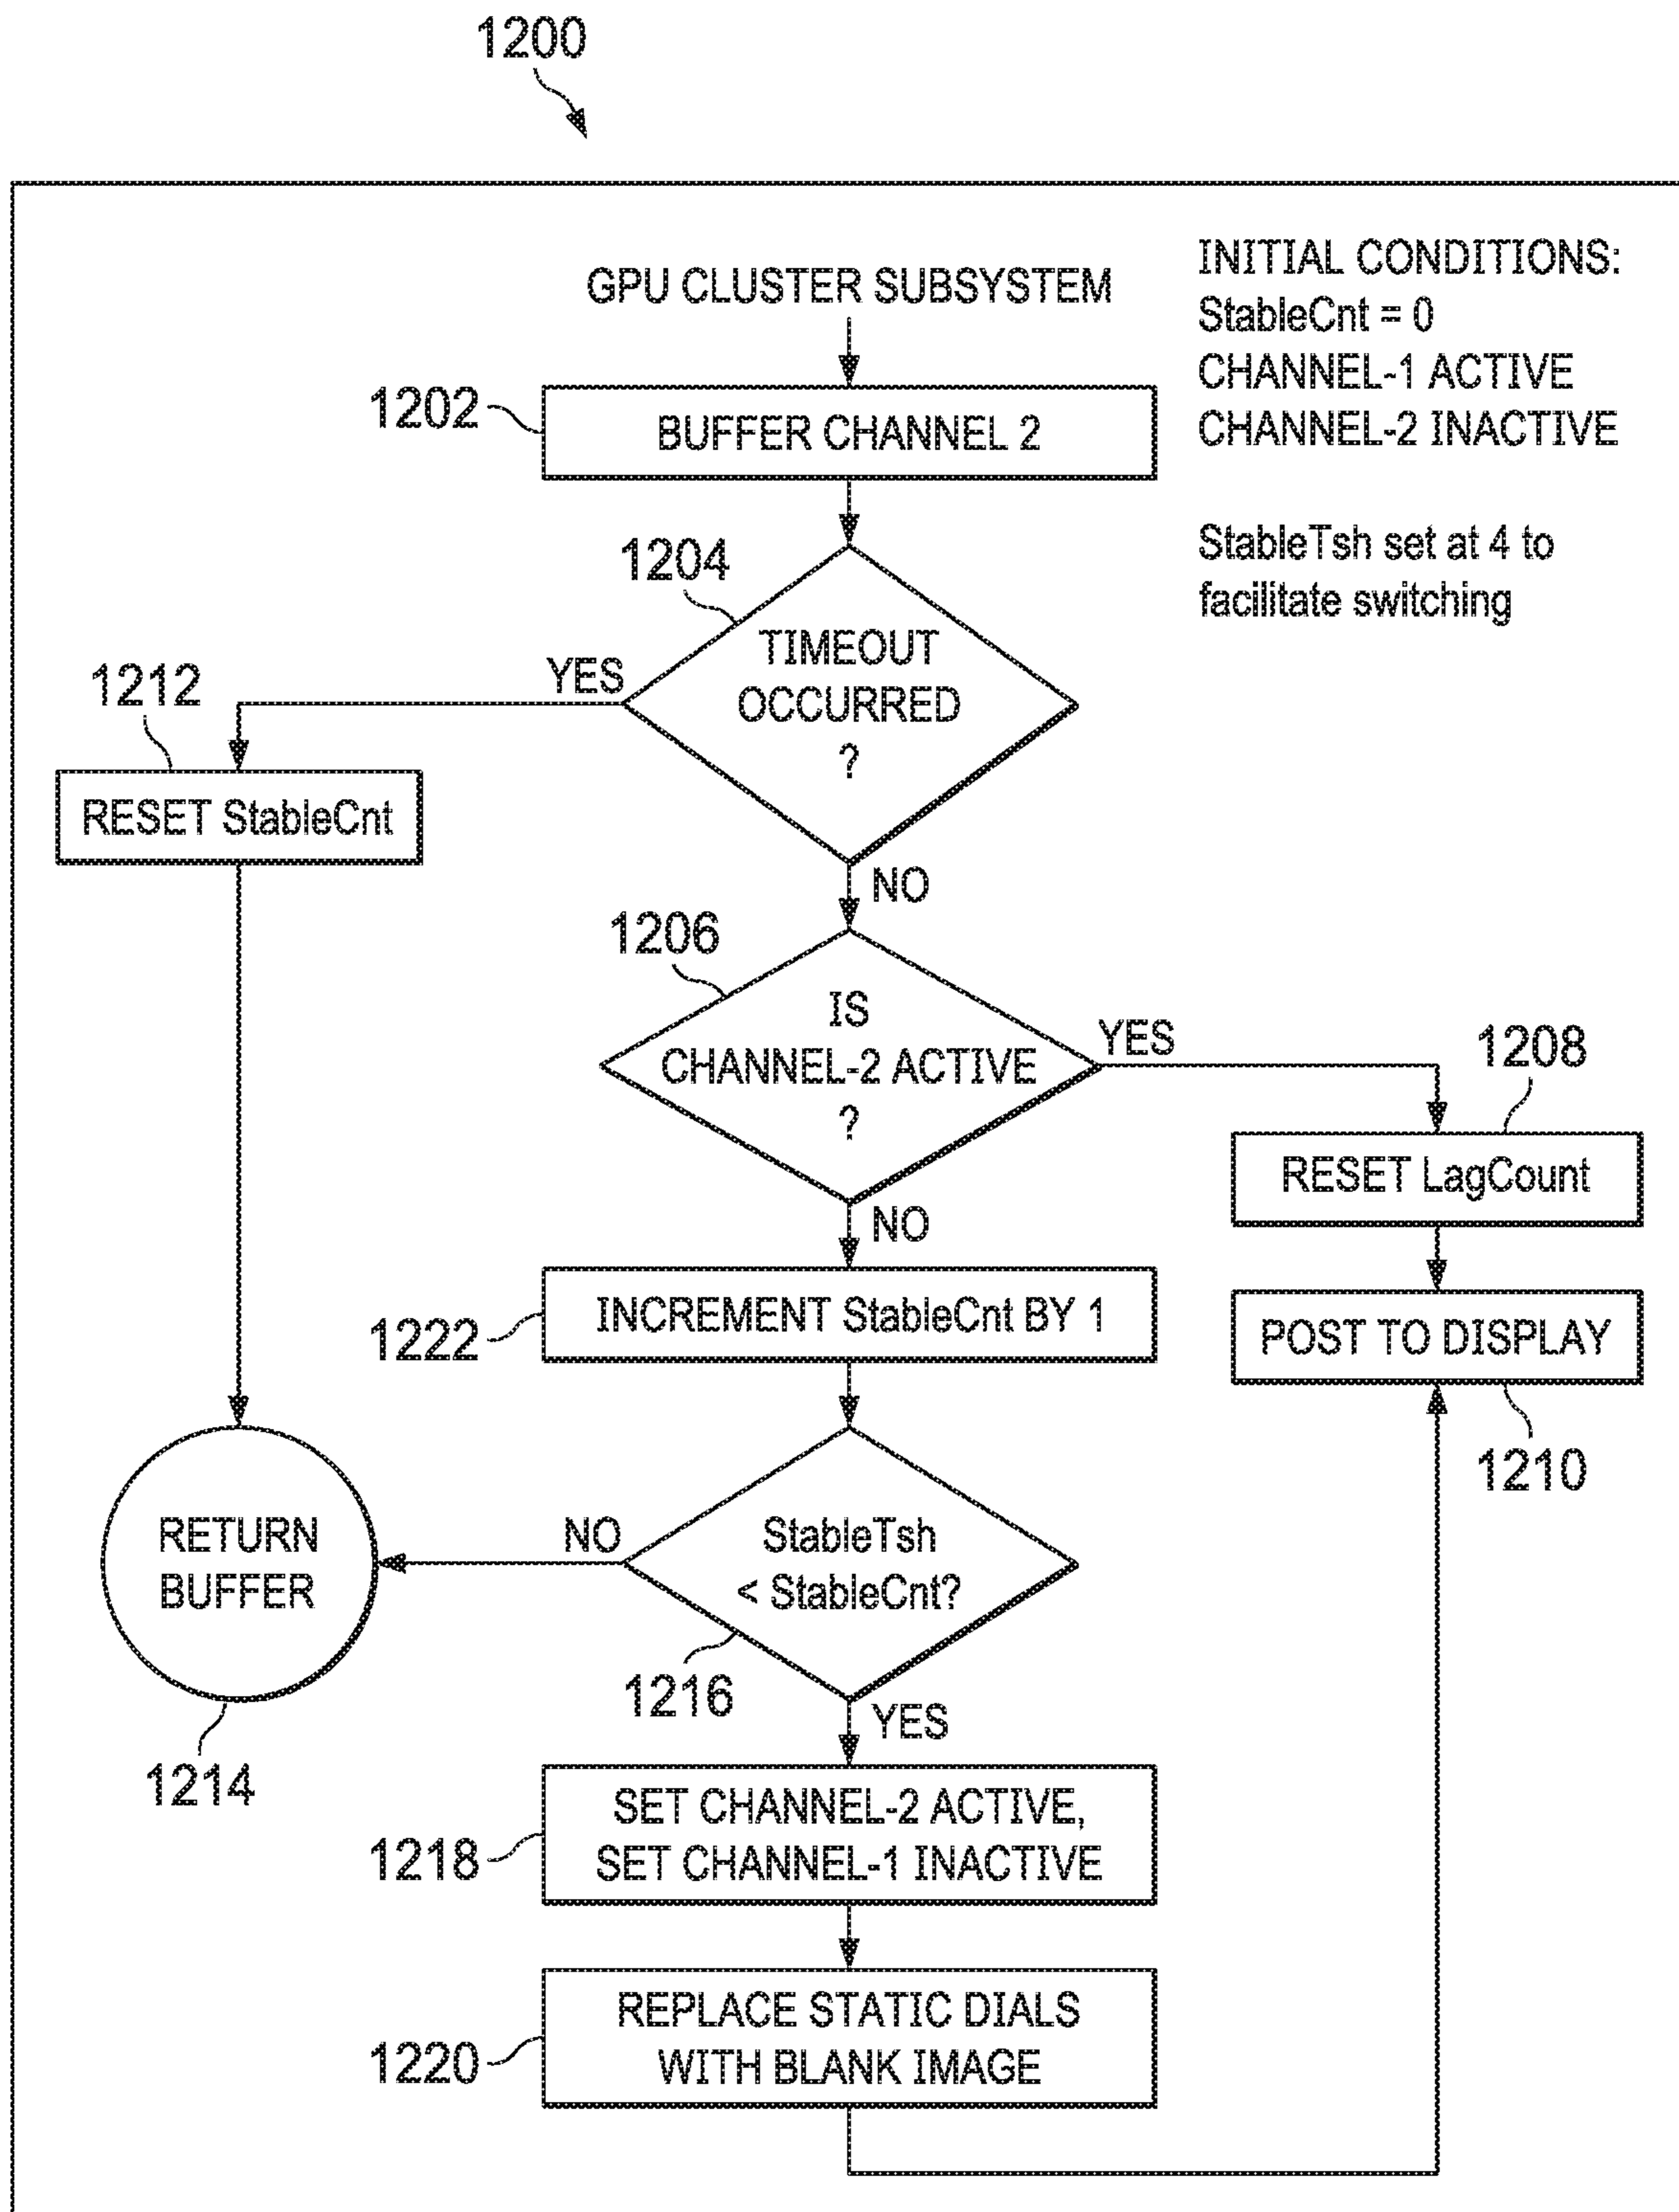 1200
GPU CLUSTER SUBSYSTEM
INITIAL CONDITIONS:
StableCnt = 0
CHANNEL-1 ACTIVE
CHANNEL-2 INACTIVE
StableTsh set at 4 to
facilitate switching
1202
BUFFER CHANNEL 2
1204
TIMEOUT
OCCURRED
?
YES
1212
RESET StableCnt
NO
1206
IS
CHANNEL-2 ACTIVE
?
YES
1208
RESET LagCount
NO
1222
INCREMENT StableCnt BY 1
POST TO DISPLAY
1210
RETURN
BUFFER
1214
NO
StableTsh
< StableCnt?
1216
YES
1218
SET CHANNEL-2 ACTIVE,
SET CHANNEL-1 INACTIVE
1220
REPLACE STATIC DIALS
WITH BLANK IMAGE